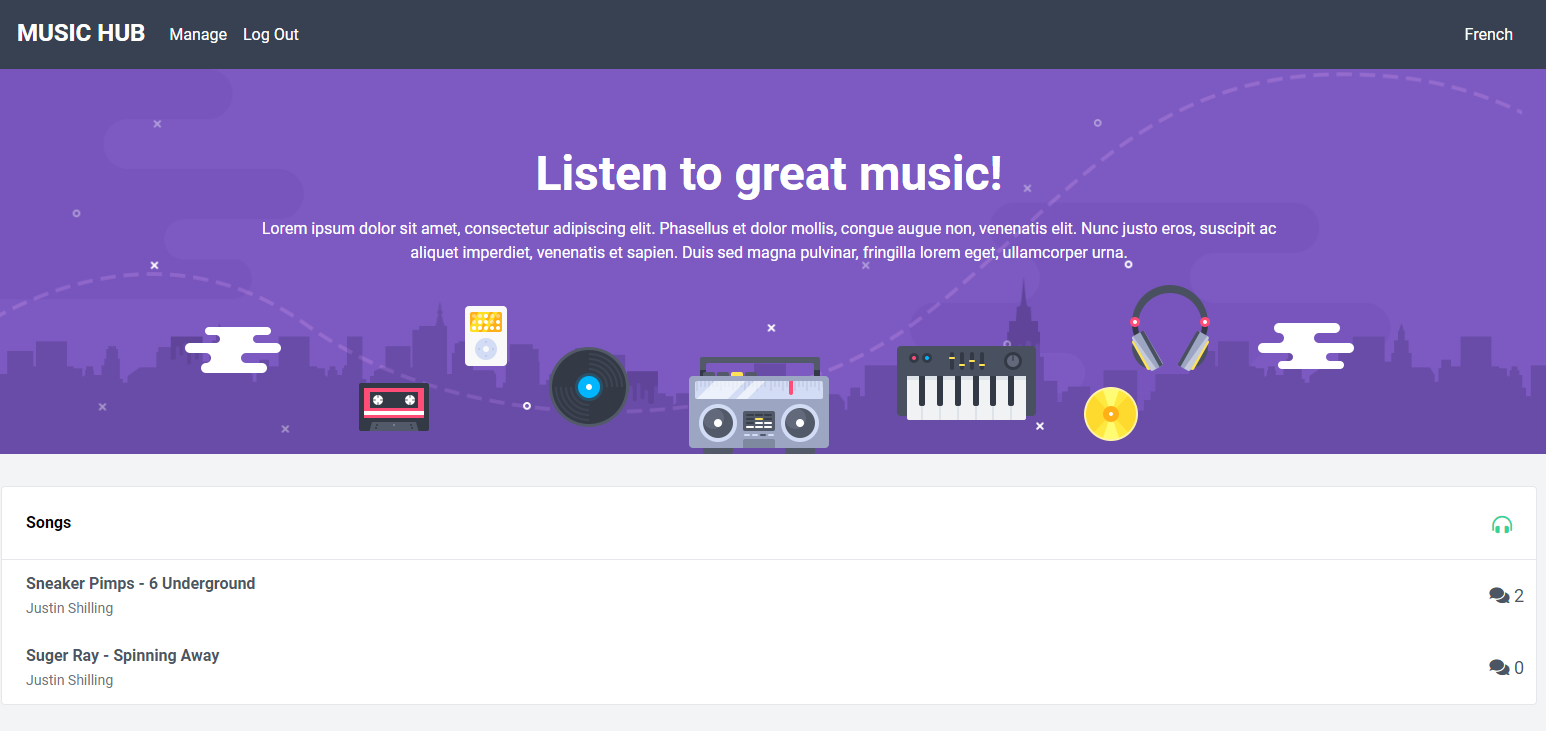 MUSIC HUB Manage Log Out French
Listen to great music!
Lorem ipsum dolor sit amet, consectetur adipiscing elit. Phasellus et dolor mollis, congue augue non, venenatis elit. Nunc justo eros, suscipit ac
aliquet imperdiet, venenatis et sapien. Duis sed magna pulvinar, fringilla lorem eget, ullamcorper urna.
Songs
Sneaker Pimps - 6 Underground
Justin Shilling
2
Suger Ray - Spinning Away
Justin Shilling
0